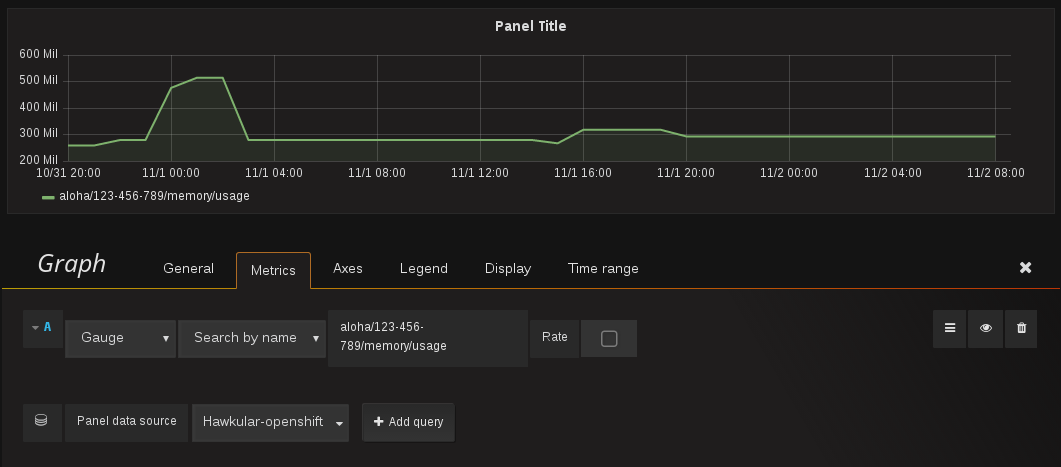 Panel Title
600 Mil
500 Mil
400 Mil
300 Mil
200 Mil
10/31 20:00 11/1 00:00 11/1 04:00 11/1 08:00 11/1 12:00 11/1 16:00 11/1 20:00 11/2 00:00 11/2 04:00 11/2 08:00
aloha/123-456-789/memory/usage
Graph General Metrics Axes Legend Display Time range
A Gauge Search by name aloha/123-456-
789/memory/usage Rate
Panel data source Hawkular-openshift Add query